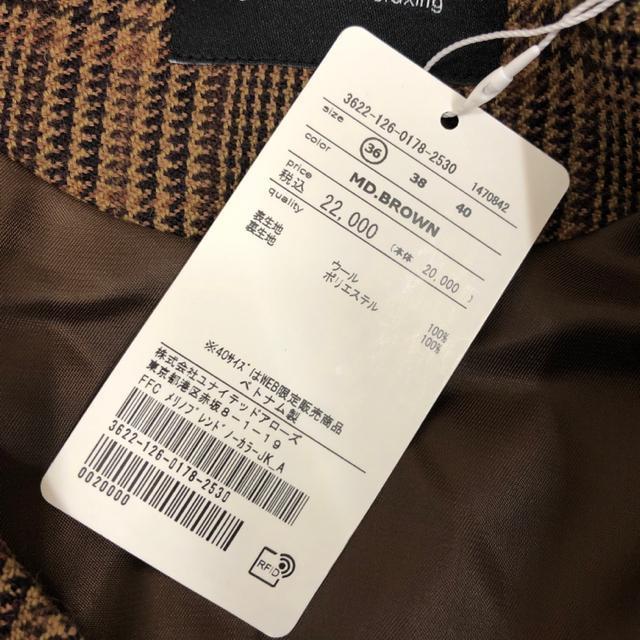 relaxing
3622-126-0178-2530
1470842
size 36 38 40
color MD.BROWN
price
税込 22,000 (本体 20,000 )
quality
表生地 ウール 100%
裏生地 ポリエステル 100%
※40サイズはWEB限定販売商品
ベトナム製
株式会社ユナイテッドアローズ
東京都港区赤坂8-1-19
FFC メリノブレンド ノーカラーJK_A
3622-126-0178-2530
0020000
RFID